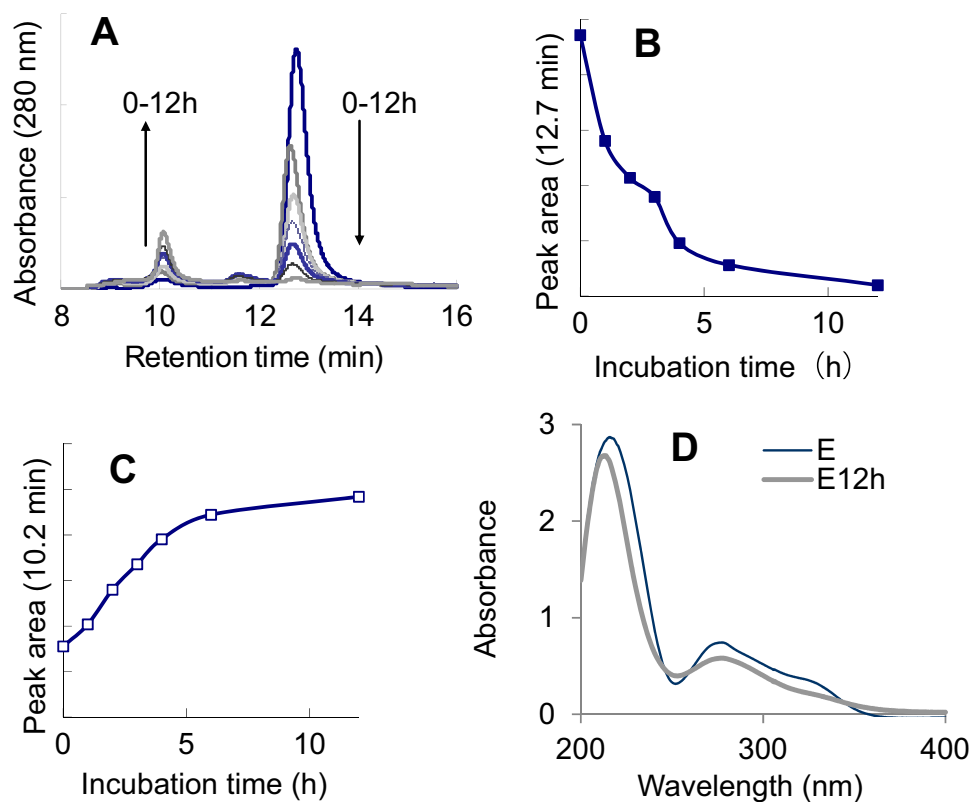 A
0-12h
0-12h
Absorbance (280 nm)
8
10
12
14
16
Retention time (min)
B
Peak area (12.7 min)
0
5
10
Incubation time （h）
C
Peak area (10.2 min)
0
5
10
Incubation time (h)
D
E
E12h
Absorbance
3
2
1
0
200
300
400
Wavelength (nm)